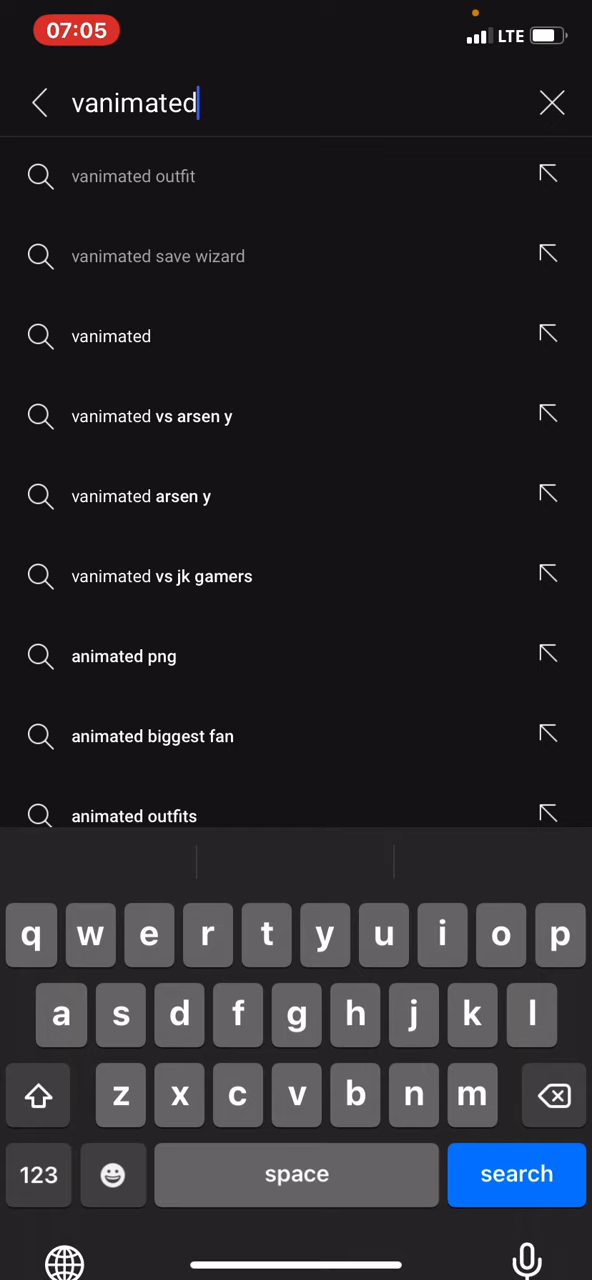 07:05
LTE
vanimated
vanimated outfit
vanimated save wizard
vanimated
vanimated vs arsen y
vanimated arsen y
vanimated vs jk gamers
animated png
animated biggest fan
animated outfits
q w e r t y u i o p
a s d f g h j k l
z x c v b n m
123 space search